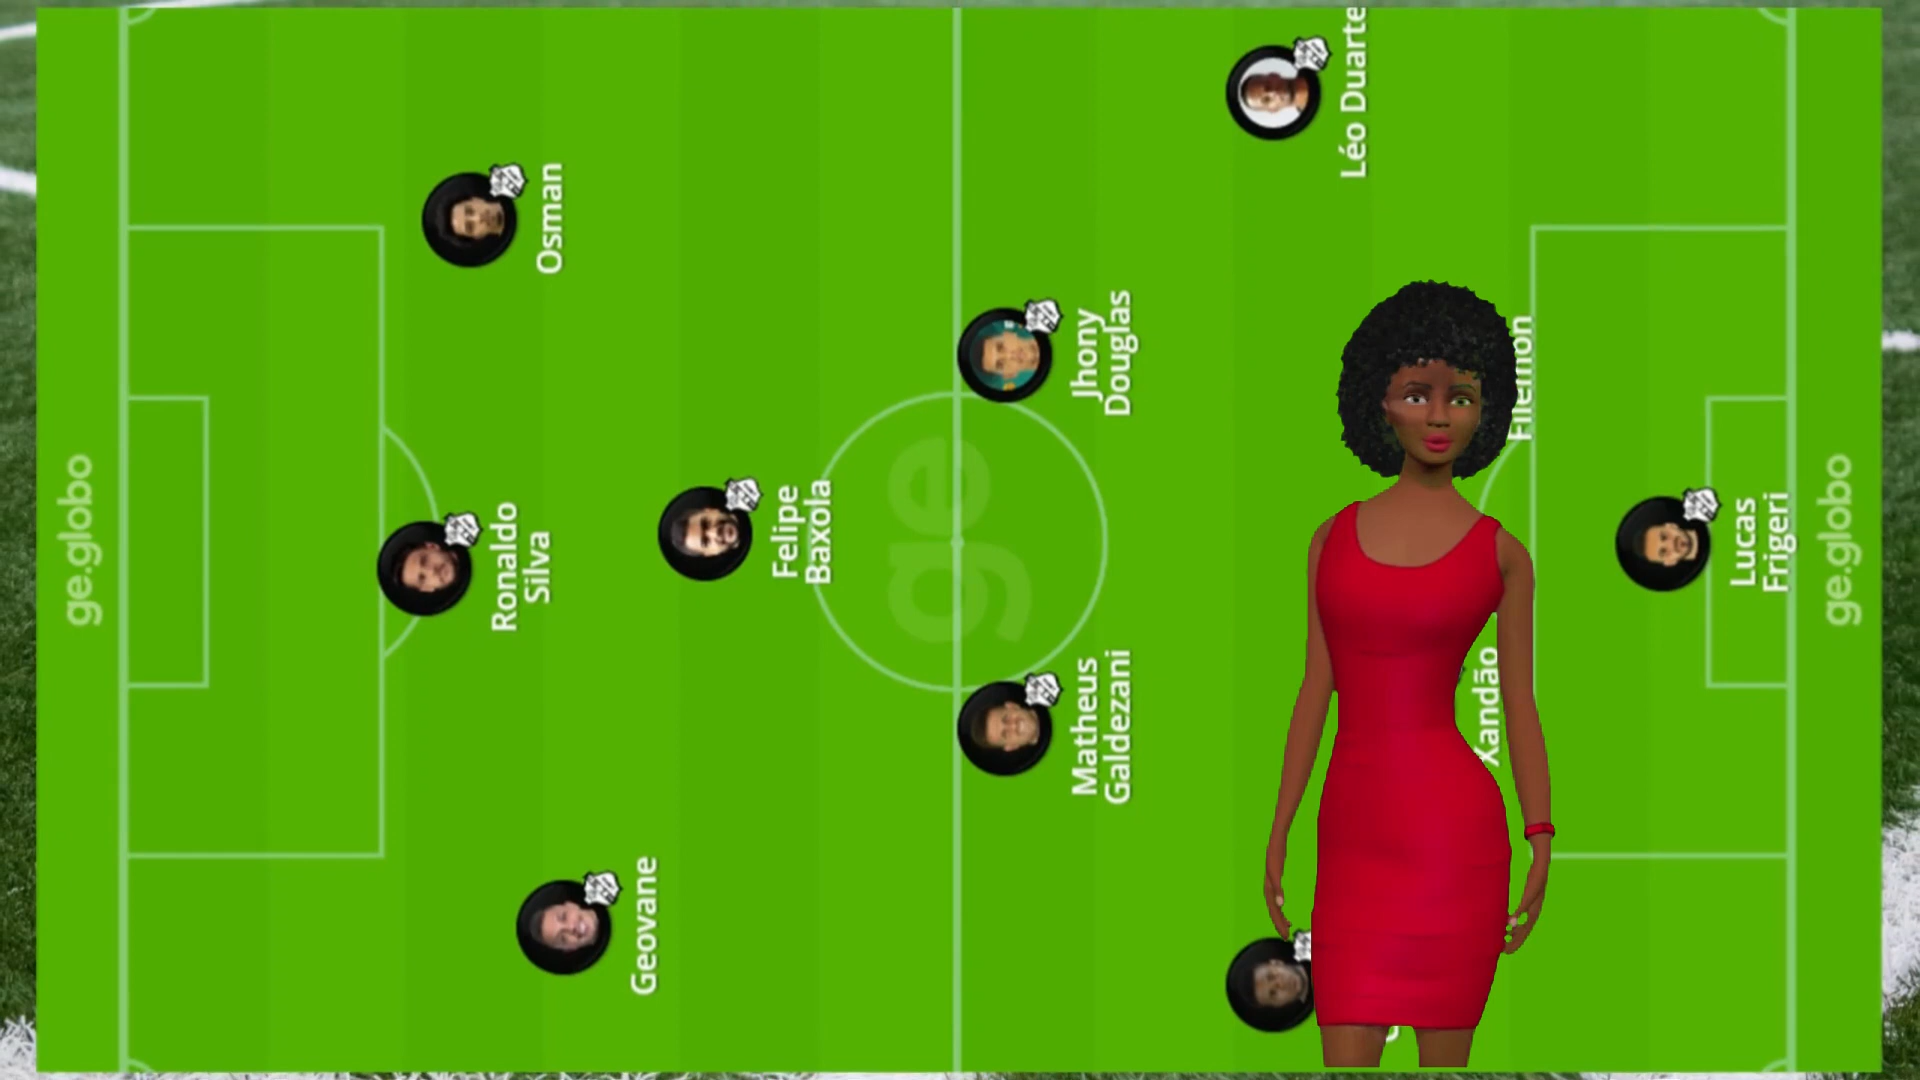 ge.globo
Osman
Ronaldo
Silva
Geovane
Felipe
Baxola
ge
Jhony
Douglas
Matheus
Galdezani
Léo Duarte
Xandão
Lucas
Frigeri
ge.globo